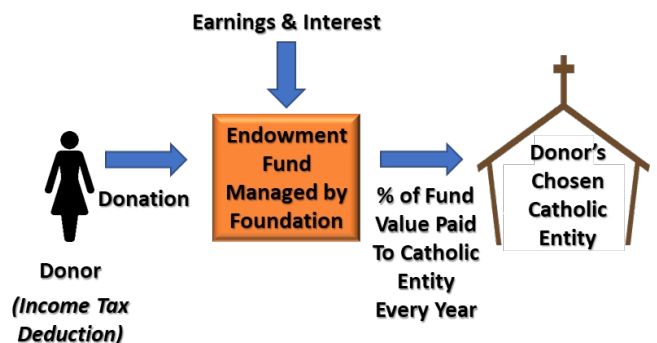 Earnings & Interest
Donation
Donor
(Income Tax
Deduction)
Endowment
Fund
Managed by
Foundation
% of Fund
Value Paid
To Catholic
Entity
Every Year
Donor's
Chosen
Catholic
Entity